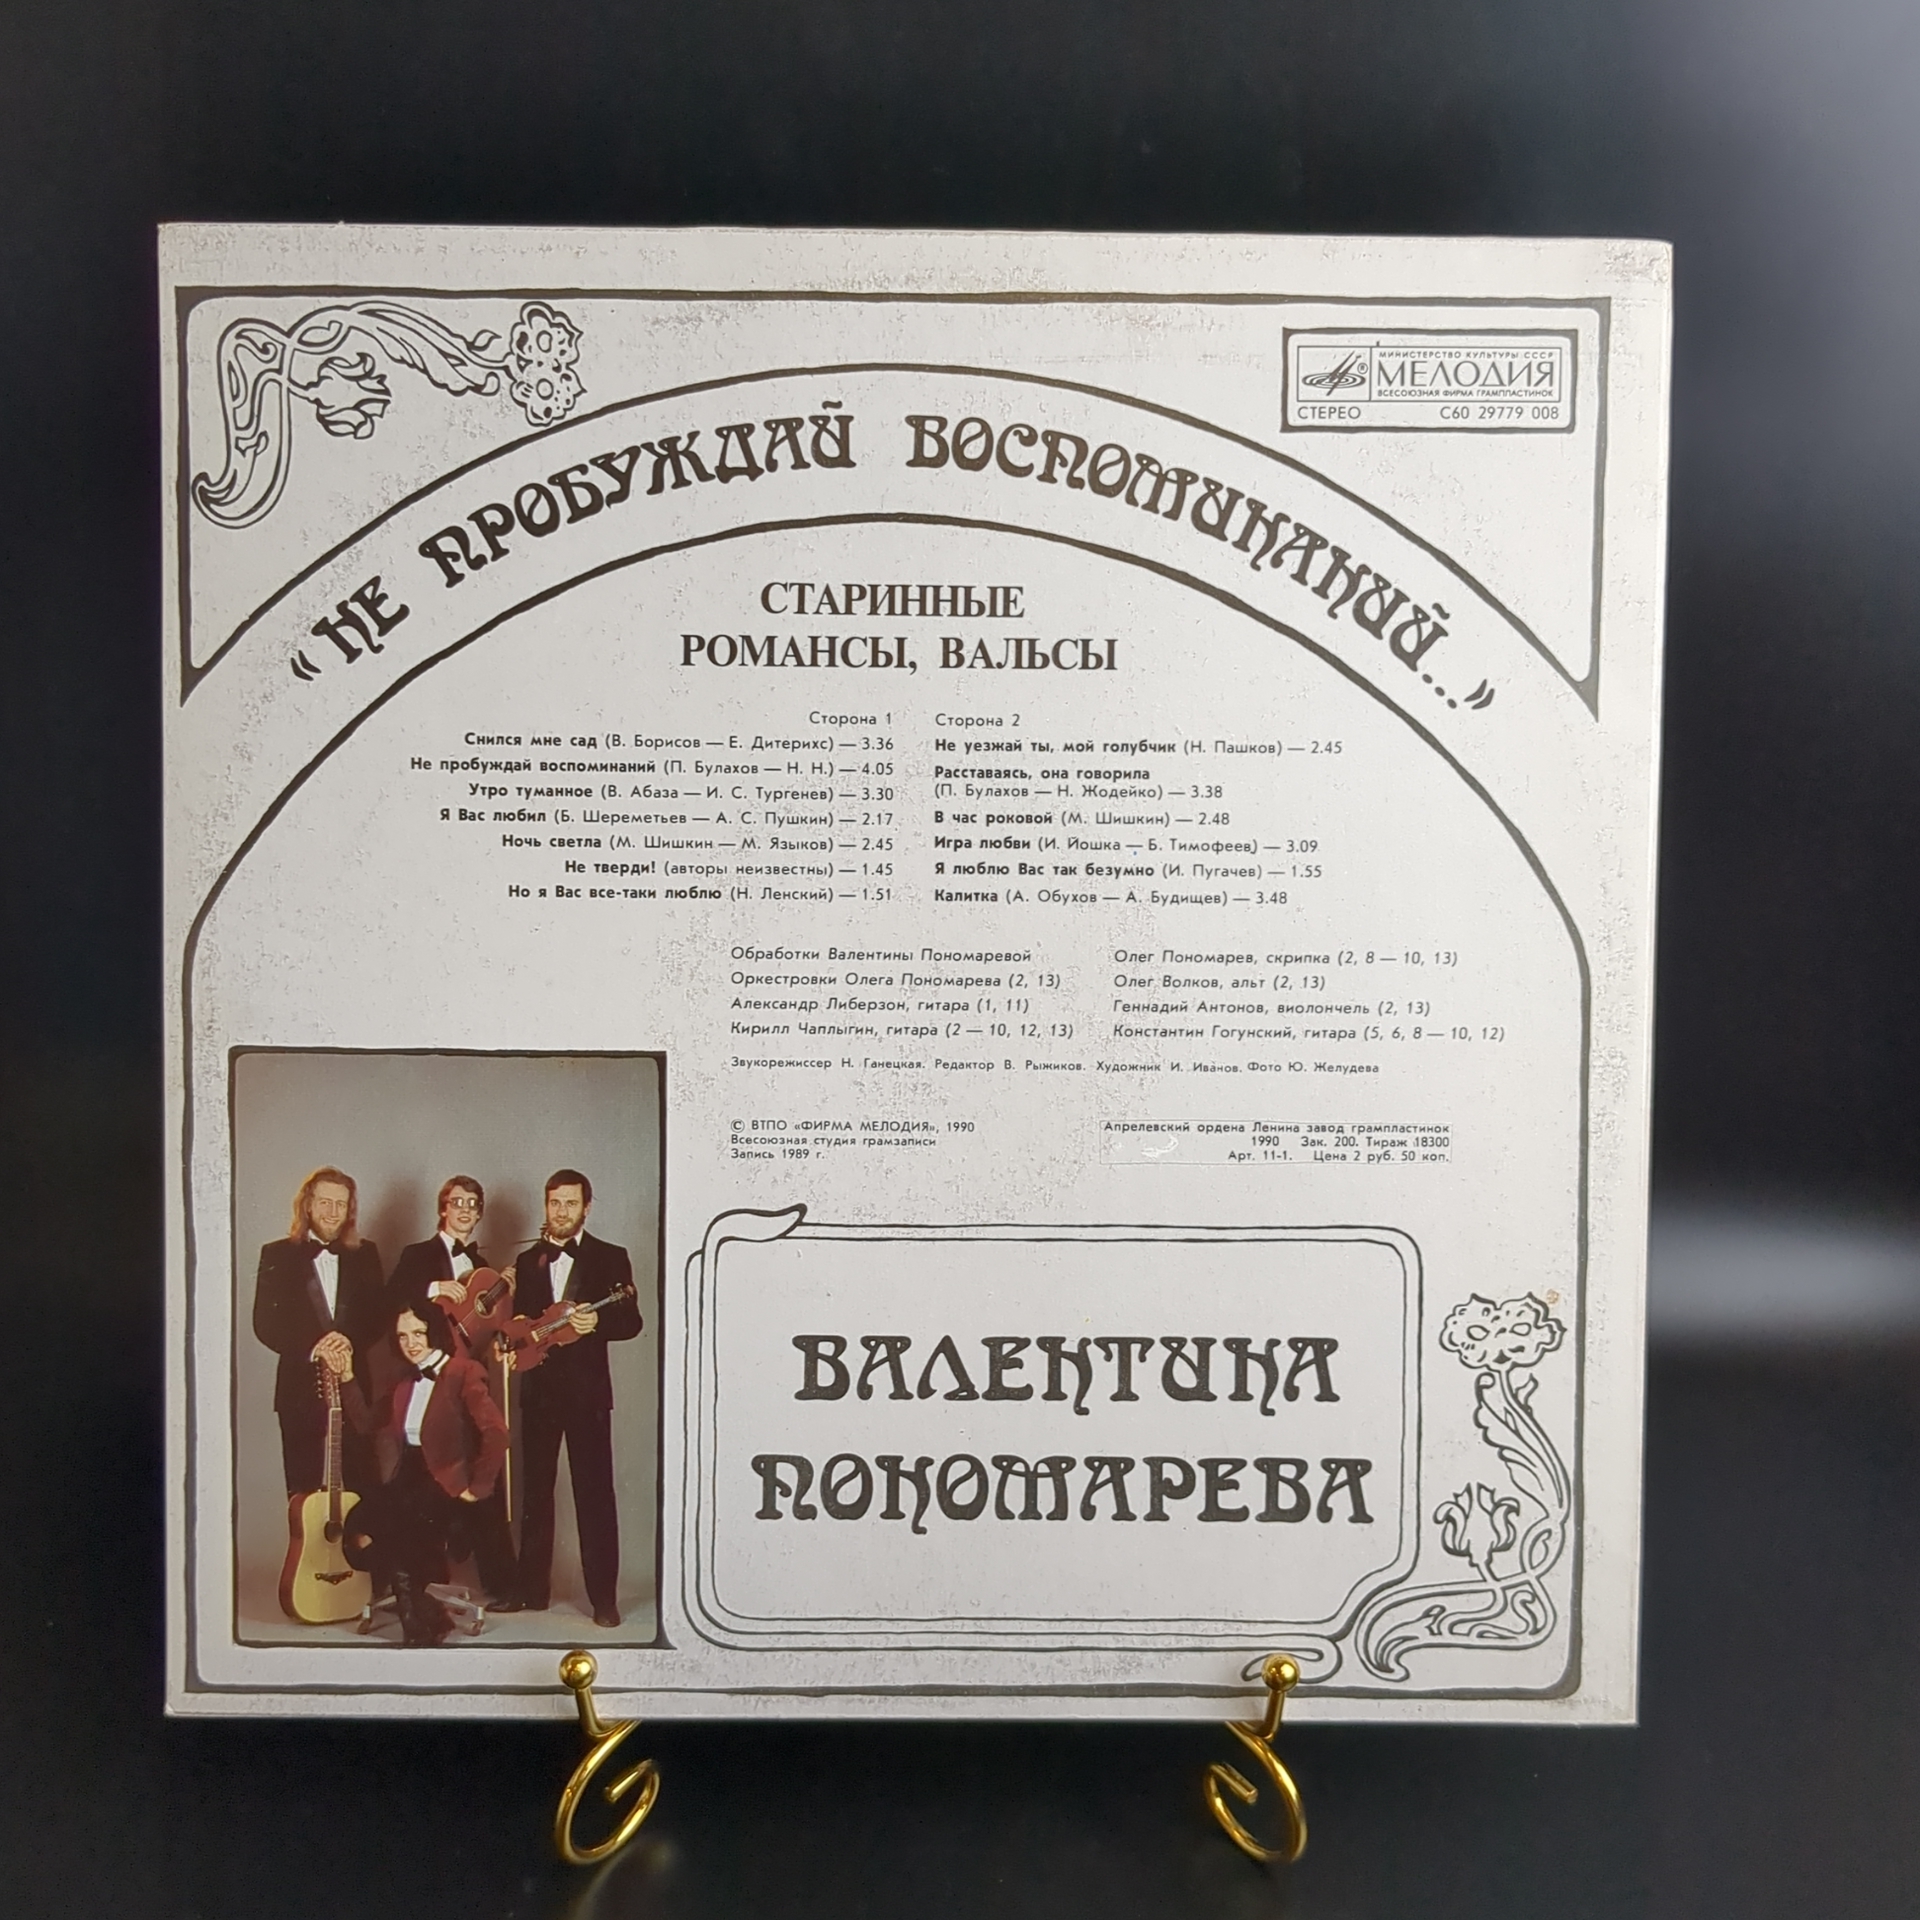 МИНИСТЕРСТВО КУЛЬТУРЫ СССР
® МЕЛОДИЯ
ВСЕСОЮЗНАЯ ФИРМА ГРАМПЛАСТИНОК
СТЕРЕО С60 29779 008
«НЕ ПРОБУЖДАЙ ВОСПОМИНАНИЙ...»
СТАРИННЫЕ
РОМАНСЫ, ВАЛЬСЫ
Сторона 1
Снился мне сад (В. Борисов — Е. Дитерихс) — 3.36
Не пробуждай воспоминаний (П. Булахов — Н. Н.) — 4.05
Утро туманное (В. Абаза — И. С. Тургенев) — 3.30
Я Вас любил (Б. Шереметьев — А. С. Пушкин) — 2.17
Ночь светла (М. Шишкин — М. Языков) — 2.45
Не тверди! (авторы неизвестны) — 1.45
Но я Вас все-таки люблю (Н. Ленский) — 1.51
Сторона 2
Не уезжай ты, мой голубчик (Н. Пашков) — 2.45
Расставаясь, она говорила
(П. Булахов — Н. Жодейко) — 3.38
В час роковой (М. Шишкин) — 2.48
Игра любви (И. Йошка — Б. Тимофеев) — 3.09
Я люблю Вас так безумно (И. Пугачев) — 1.55
Калитка (А. Обухов — А. Будищев) — 3.48
Обработки Валентины Пономаревой
Оркестровки Олега Пономарева (2, 13)
Александр Либерзон, гитара (1, 11)
Кирилл Чаплыгин, гитара (2 — 10, 12, 13)
Олег Пономарев, скрипка (2, 8 — 10, 13)
Олег Волков, альт (2, 13)
Геннадий Антонов, виолончель (2, 13)
Константин Гогунский, гитара (5, 6, 8 — 10, 12)
Звукорежиссер Н. Ганецкая. Редактор В. Рыжиков. Художник И. Иванов. Фото Ю. Желудева
© ВТПО «ФИРМА МЕЛОДИЯ», 1990
Всесоюзная студия грамзаписи
Запись 1989 г.
Апрелевский ордена Ленина завод грампластинок
1990 Зак. 200. Тираж 18300
Арт. 11-1. Цена 2 руб. 50 коп.
ВАЛЕНТИНА
ПОНОМАРЕВА